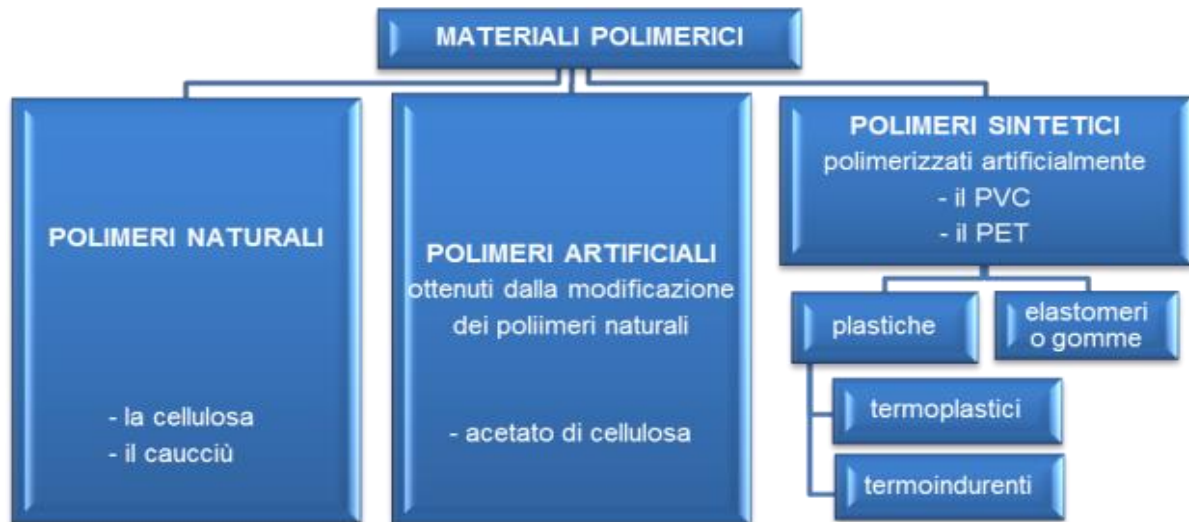 MATERIALI POLIMERICI
POLIMERI NATURALI
- la cellulosa
- il caucciù
POLIMERI ARTIFICIALI
ottenuti dalla modificazione
dei poliimeri naturali
- acetato di cellulosa
POLIMERI SINTETICI
polimerizzati artificialmente
- il PVC
- il PET
plastiche
elastomeri
o gomme
termoplastici
termoindurenti